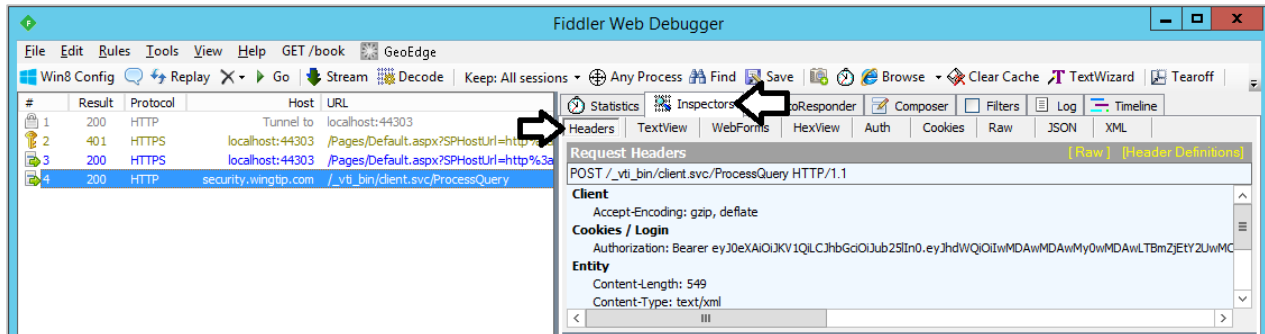 Fiddler Web Debugger
File Edit Rules Tools View Help GET /book GeoEdge
Win8 Config Replay Go Stream Decode Keep: All sessions Any Process Find Save Browse Clear Cache TextWizard Tearoff
# Result Protocol Host URL
1 200 HTTP Tunnel to localhost:44303
2 401 HTTPS localhost:44303 /Pages/Default.aspx?SPHostUrl=http%3a
3 200 HTTPS localhost:44303 /Pages/Default.aspx?SPHostUrl=http%3a
4 200 HTTP security.wingtip.com /_vti_bin/client.svc/ProcessQuery
Statistics Inspectors toResponder Composer Filters Log Timeline
Headers TextView WebForms HexView Auth Cookies Raw JSON XML
Request Headers [ Raw ] [Header Definitions]
POST /_vti_bin/client.svc/ProcessQuery HTTP/1.1
Client
Accept-Encoding: gzip, deflate
Cookies / Login
Authorization: Bearer eyJ0eXAiOiJKV1QiLCJhbGciOiJub25lIn0.eyJhdWQiOiIwMDAwMDAwMy0wMDAwLTBmZjEtY2UwMC
Entity
Content-Length: 549
Content-Type: text/xml